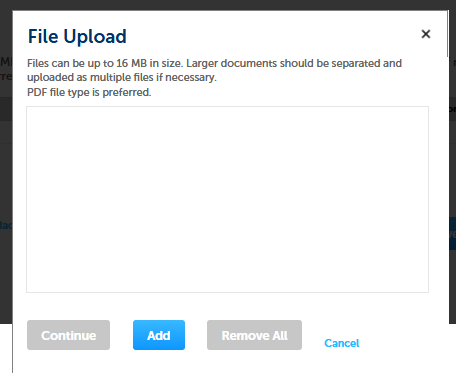 File Upload
×
Files can be up to 16 MB in size. Larger documents should be separated and
uploaded as multiple files if necessary.
PDF file type is preferred.
Continue
Add
Remove All
Cancel